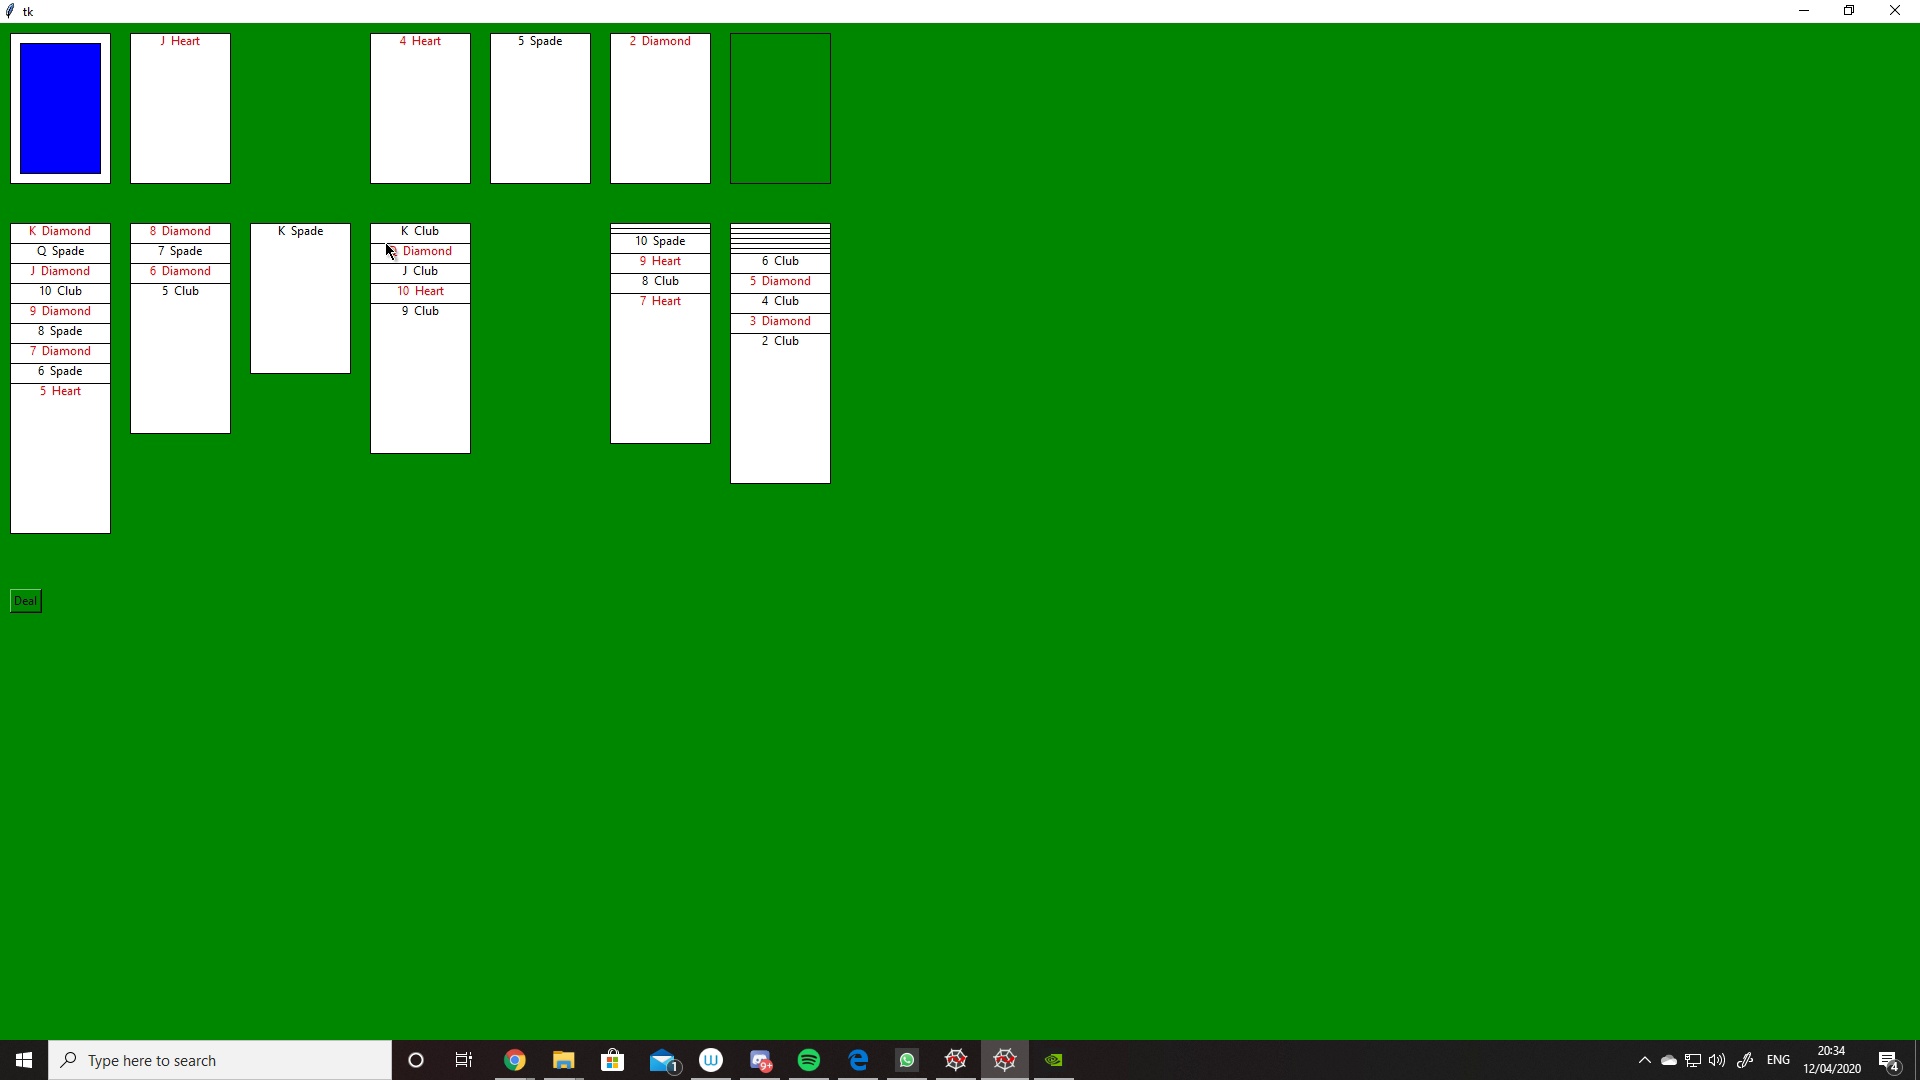 tk
J Heart
4 Heart
5 Spade
2 Diamond
K Diamond
Q Spade
J Diamond
10 Club
9 Diamond
8 Spade
7 Diamond
6 Spade
5 Heart
8 Diamond
7 Spade
6 Diamond
5 Club
K Spade
K Club
Diamond
J Club
10 Heart
9 Club
10 Spade
9 Heart
8 Club
7 Heart
6 Club
5 Diamond
4 Club
3 Diamond
2 Club
Deal
Type here to search
1
W
9+
ENG
20:34
12/04/2020
4